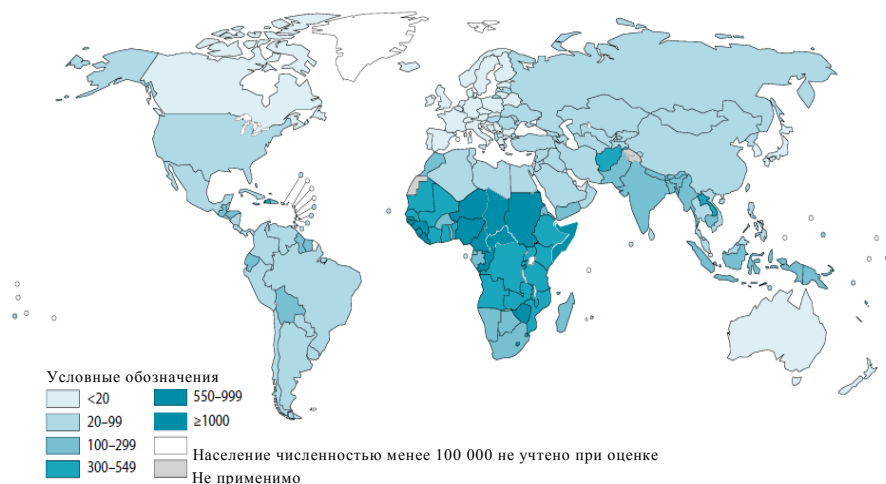 Условные обозначения
<20
20–99
100–299
300–549
550–999
≥1000
Население численностью менее 100 000 не учтено при оценке
Не применимо